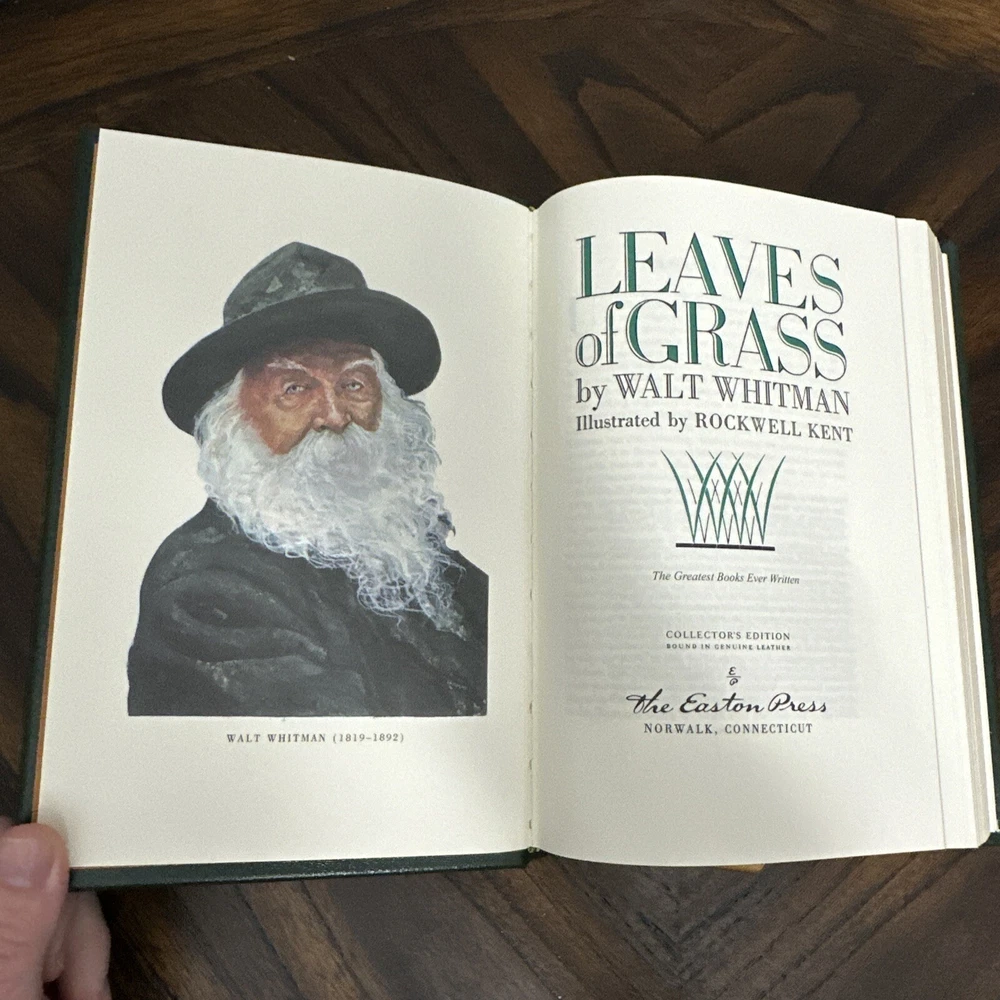 WALT WHITMAN (1819–1892)
LEAVES
of GRASS
by WALT WHITMAN
Illustrated by ROCKWELL KENT
The Greatest Books Ever Written
COLLECTOR'S EDITION
BOUND IN GENUINE LEATHER
E/P
The Easton Press
NORWALK, CONNECTICUT